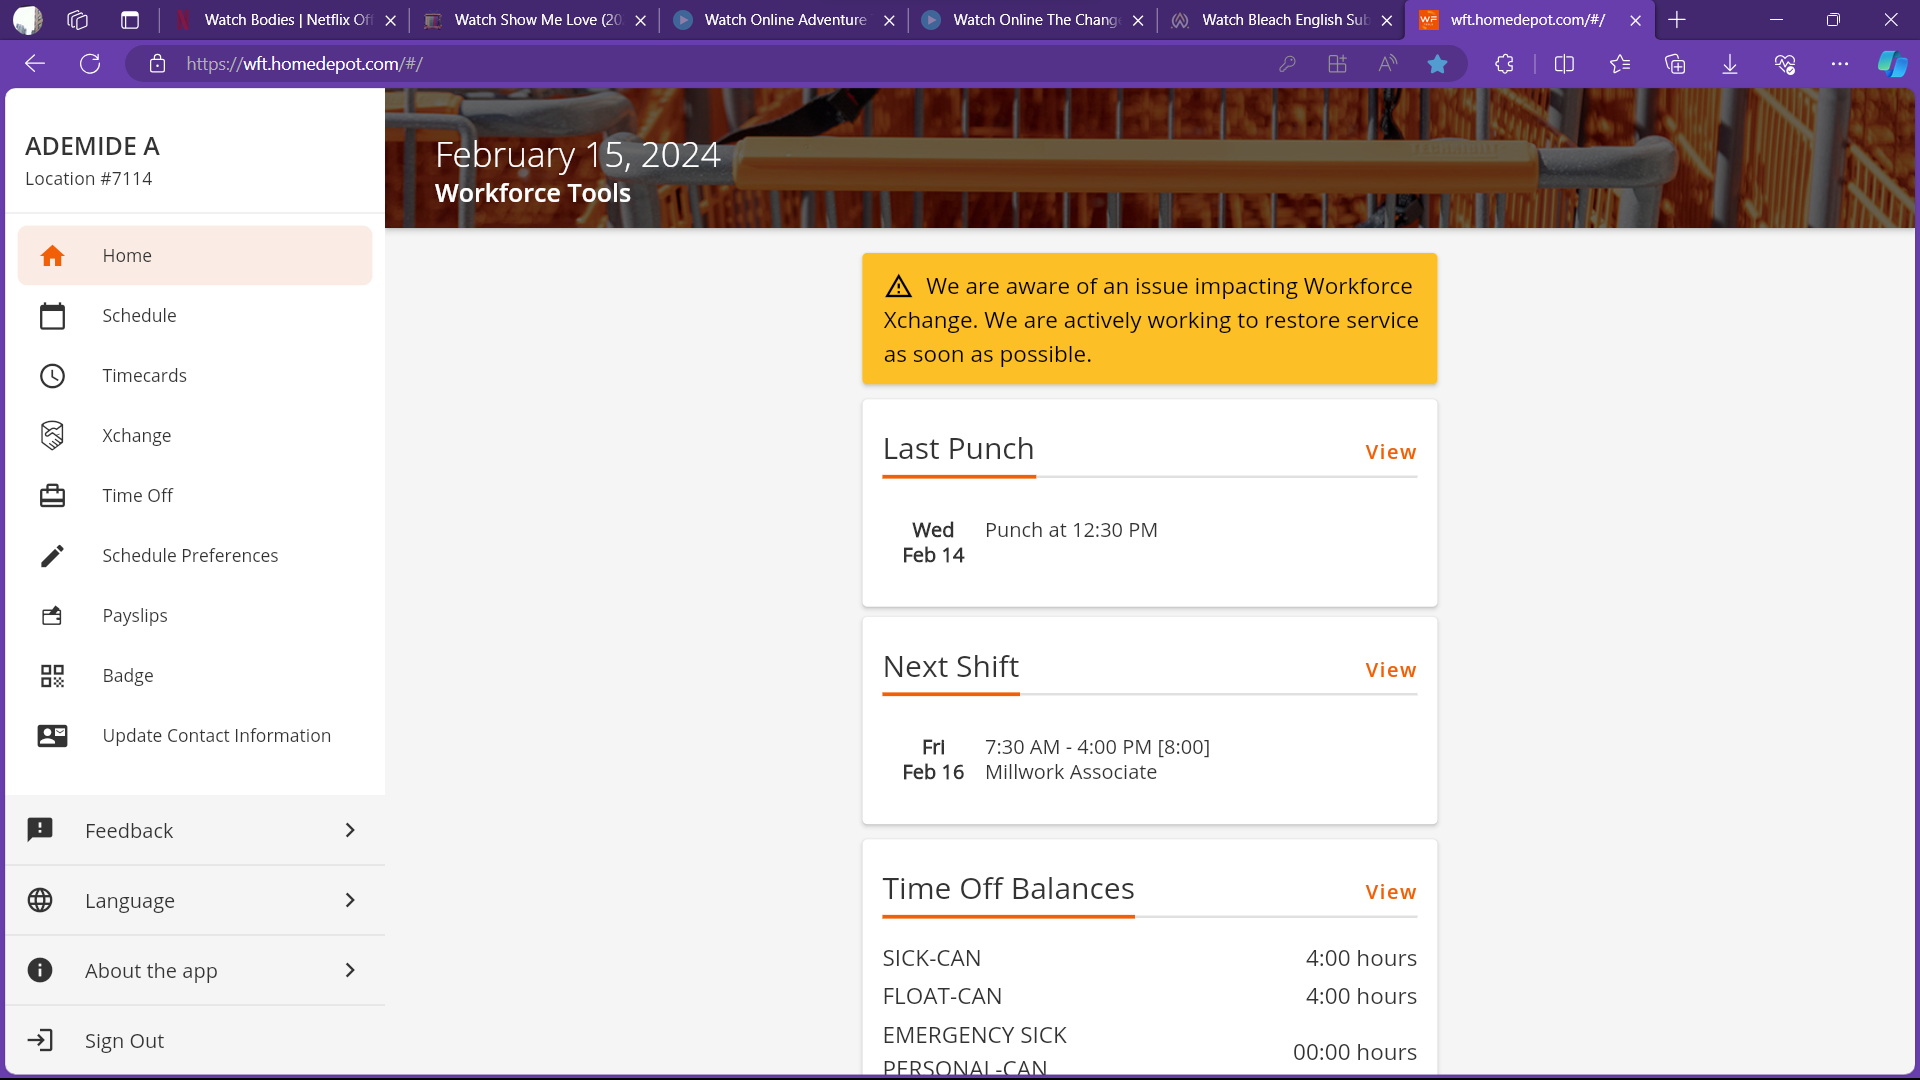 Watch Bodies | Netflix Of
Watch Show Me Love (20
Watch Online Adventure
Watch Online The Chang
Watch Bleach English Sub
WF
wft.homedepot.com/#/
https://wft.homedepot.com/#/
ADEMIDE A
Location #7114
Home
Schedule
Timecards
Xchange
Time Off
Schedule Preferences
Payslips
Badge
Update Contact Information
Feedback
Language
About the app
Sign Out
February 15, 2024
Workforce Tools
We are aware of an issue impacting Workforce
Xchange. We are actively working to restore service
as soon as possible.
Last Punch
View
Wed
Feb 14
Punch at 12:30 PM
Next Shift
View
Fri
Feb 16
7:30 AM - 4:00 PM [8:00]
Millwork Associate
Time Off Balances
View
SICK-CAN
4:00 hours
FLOAT-CAN
4:00 hours
EMERGENCY SICK
PERSONAL-CAN
00:00 hours